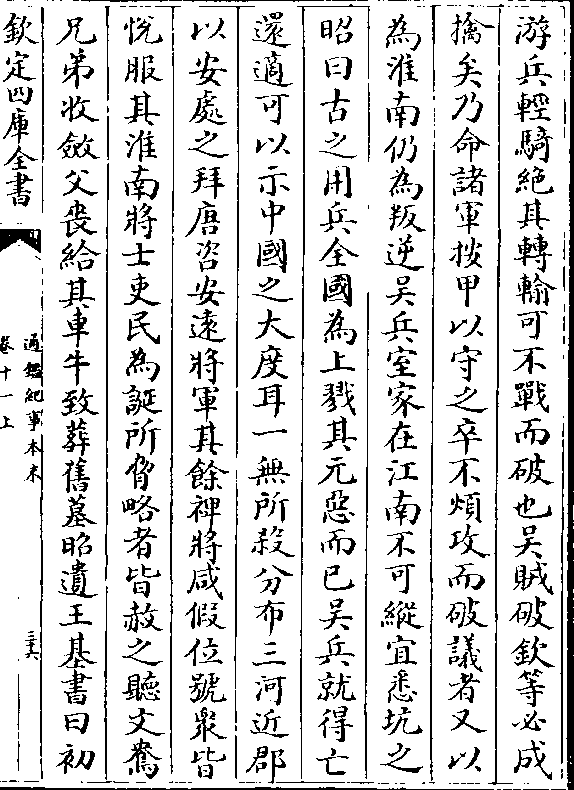 游兵輕騎絶其轉輸可不戰而破也吴賊破欽等必成
擒矣乃命諸軍按甲以守之卒不煩攻而破議者又以
為淮南仍為叛逆吴兵室家在江南不可縱宜悉坑之
昭曰古之用兵全國為上戮其元惡而已吴兵就得亡
還適可以示中國之大度耳一無所殺分布三河近郡
以安處之拜唐咨安遠將軍其餘裨將咸假位號衆皆
悦服其淮南將士吏民為誕所脅略者皆赦之聽文鴦
兄弟收斂父喪給其車牛致葬舊墓昭遺王基書曰初
欽定四庫全書
通鑑紀事本末
卷十一上
三六